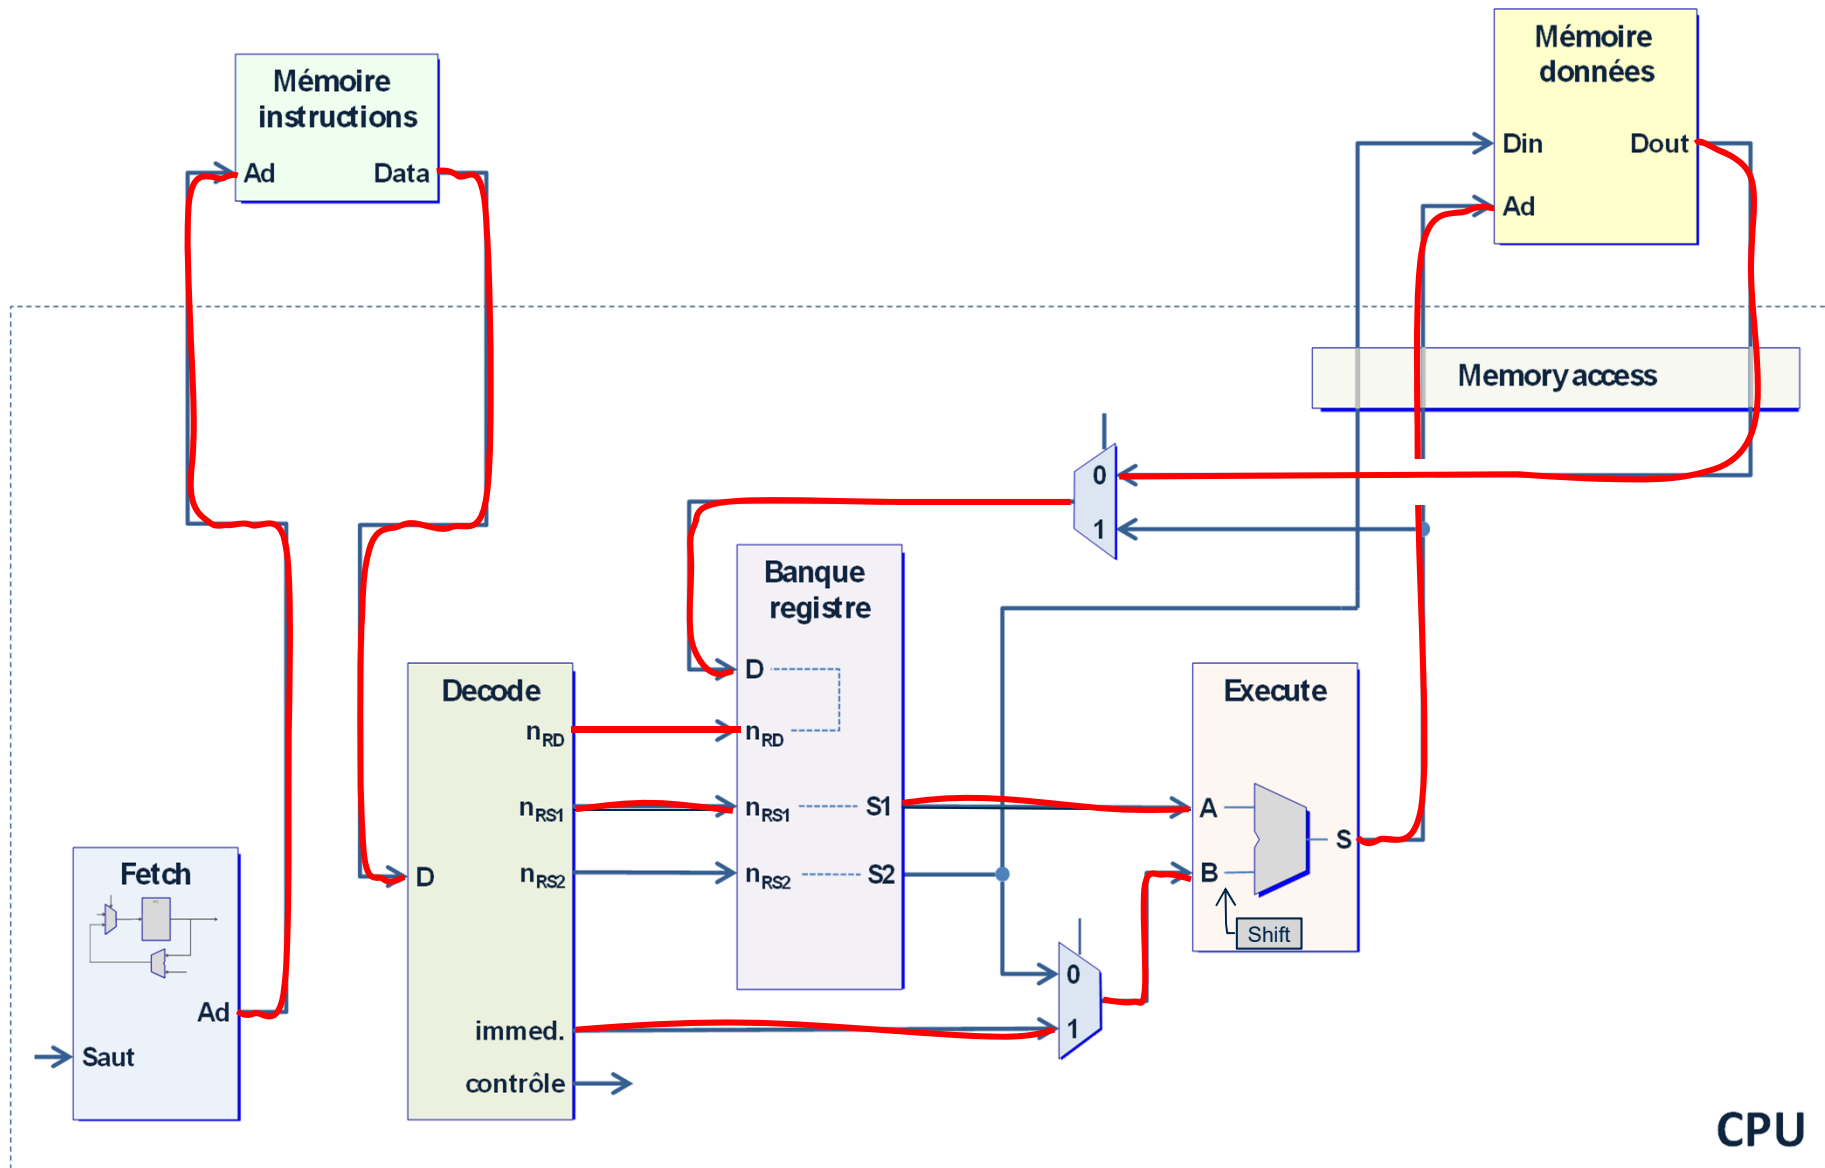 Mémoire
instructions
Ad
Data
Mémoire
données
Din
Dout
Ad
Memory access
0
1
Banque
registre
D
nRD
nRS1
S1
nRS2
S2
Decode
nRD
nRS1
nRS2
D
immed.
contrôle
Execute
A
S
B
Shift
0
1
Fetch
Ad
Saut
CPU